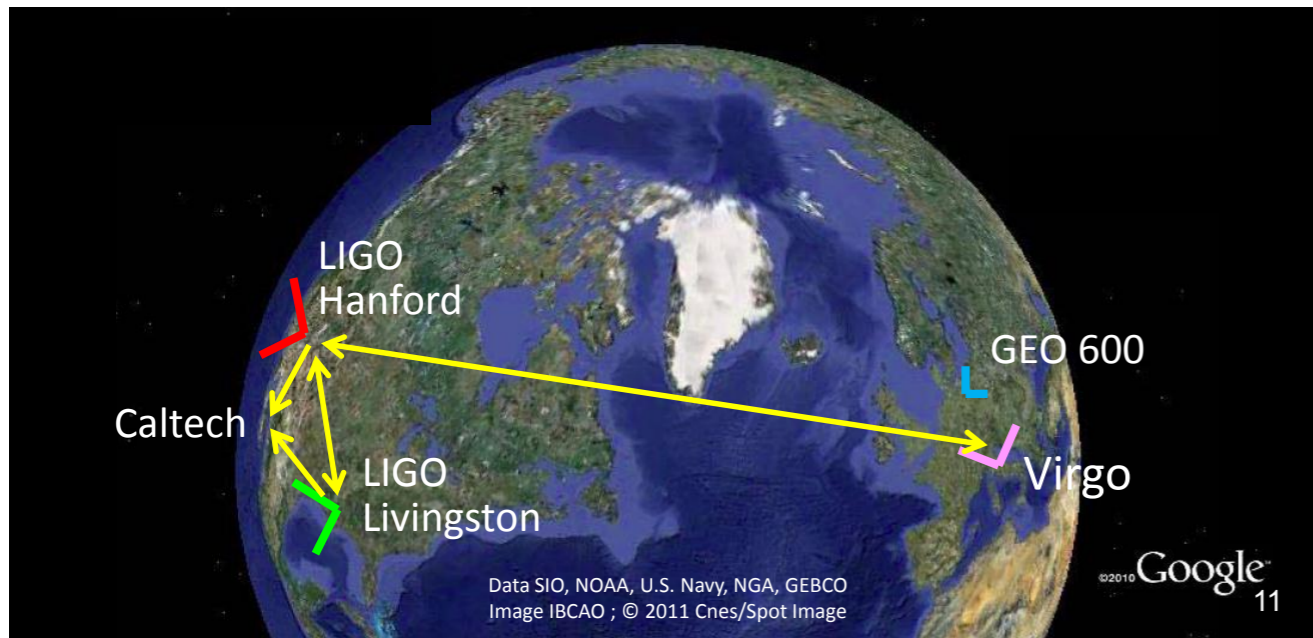 LIGO
Hanford
GEO 600
Caltech
LIGO
Livingston
Virgo
Data SIO, NOAA, U.S. Navy, NGA, GEBCO
Image IBCAO ; © 2011 Cnes/Spot Image
©2010 Google™
11